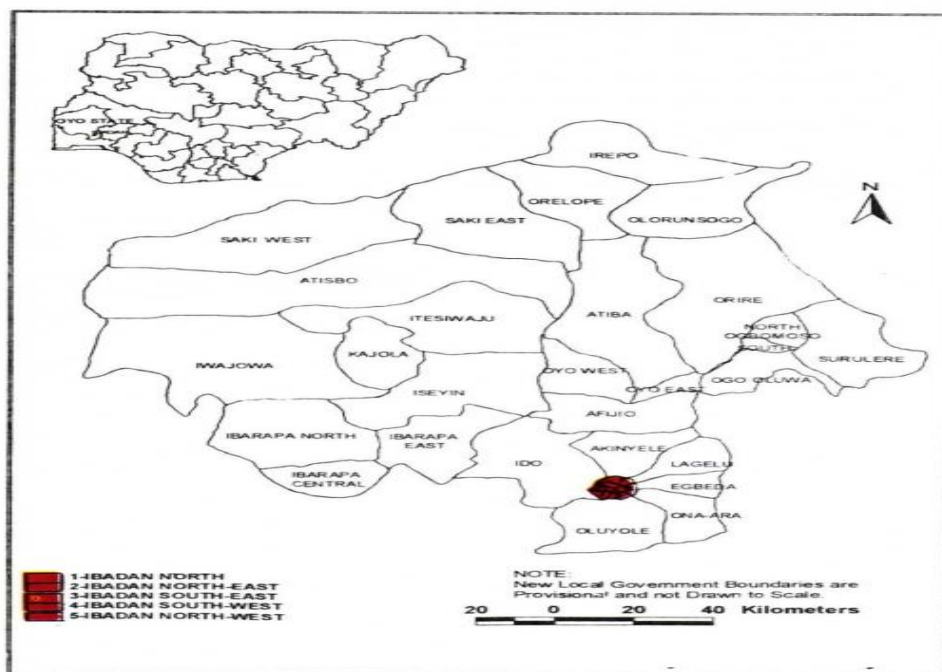 OYO STATE
IREPO
N
ORELOPE
OLORUNSOGO
SAKI EAST
SAKI WEST
ATISBO
ORIRE
ITESIWAJU
ATIBA
NORTH
OGBOMOSO
SOUTH
KAJOLA
SURULERE
IWAJOWA
OYO WEST
OGO OLUWA
OYO EAST
ISEYIN
AFIJIO
IBARAPA NORTH
IBARAPA
EAST
AKINYELE
IDO
LAGELU
IBARAPA
CENTRAL
EGBEDA
ONA-ARA
OLUYOLE
1-IBADAN NORTH
2-IBADAN NORTH-EAST
3-IBADAN SOUTH-EAST
4-IBADAN SOUTH-WEST
5-IBADAN NORTH-WEST
NOTE:
New Local Government Boundaries are
Provisional and not Drawn to Scale.
20 0 20 40 Kilometers